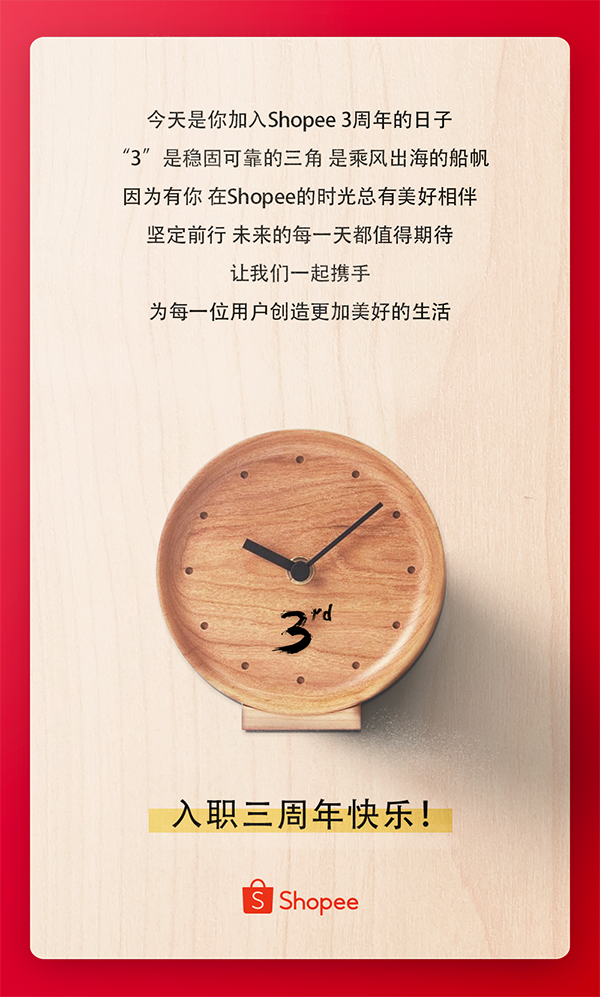 今天是你加入Shopee 3周年的日子
“3”是稳固可靠的三角 是乘风出海的船帆
因为有你 在Shopee的时光总有美好相伴
坚定前行 未来的每一天都值得期待
让我们一起携手
为每一位用户创造更加美好的生活
3rd
入职三周年快乐！
S Shopee